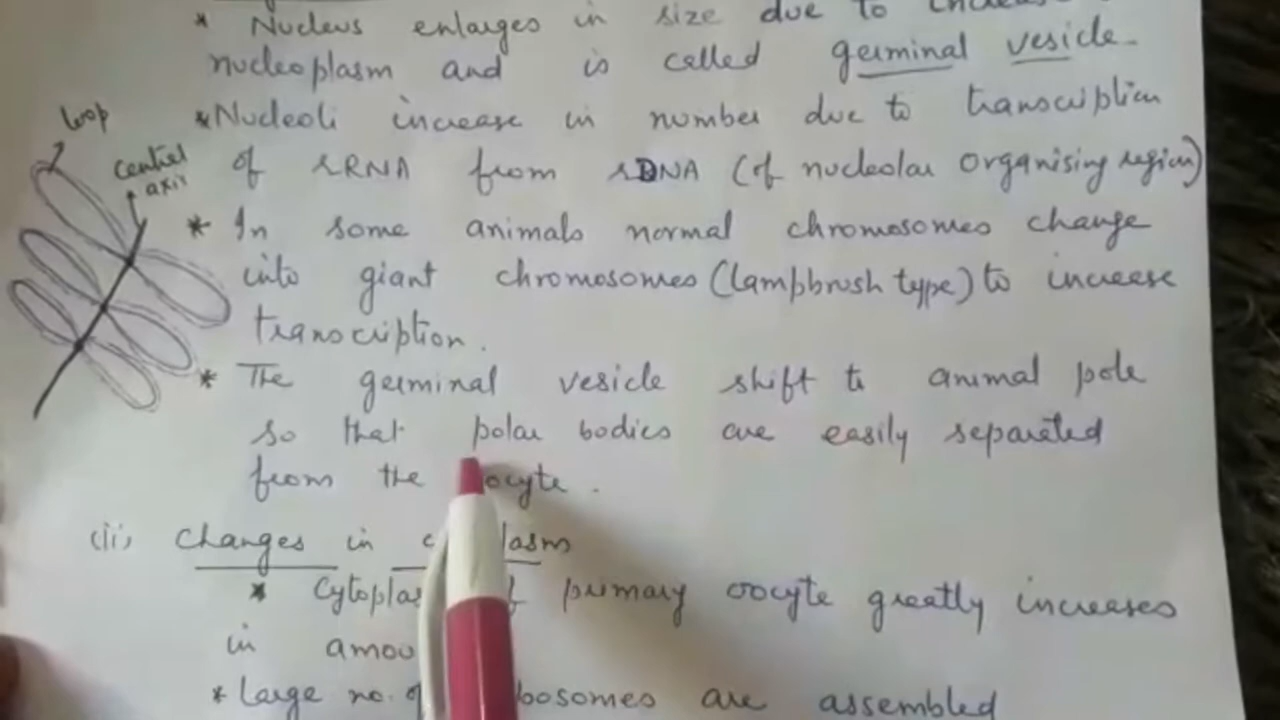 * Nucleus enlarges in size due to
nucleoplasm and is called germinal vesicle.
loop
* Nucleoli increase in number due to transcription
central
axis
of rRNA from rDNA (of nucleolar organising region)
* In some animals normal chromosomes change
into giant chromosomes (lampbrush type) to increase
transcription.
* The germinal vesicle shift to animal pole
so that polar bodies are easily separated
from the oocyte.
(ii) Changes in
* of primary oocyte greatly increases
in
* Large no. of are assembled